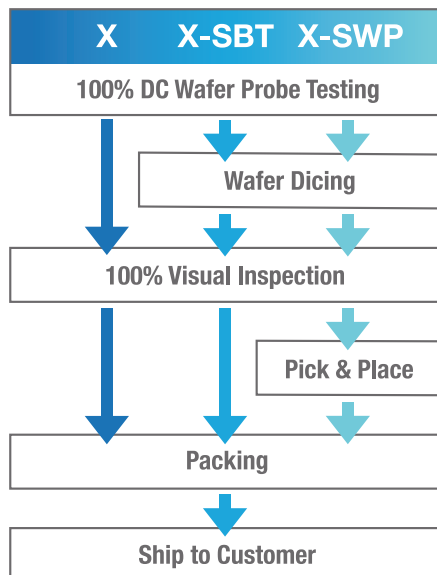 X X-SBT X-SWP
100% DC Wafer Probe Testing
Wafer Dicing
100% Visual Inspection
Pick & Place
Packing
Ship to Customer